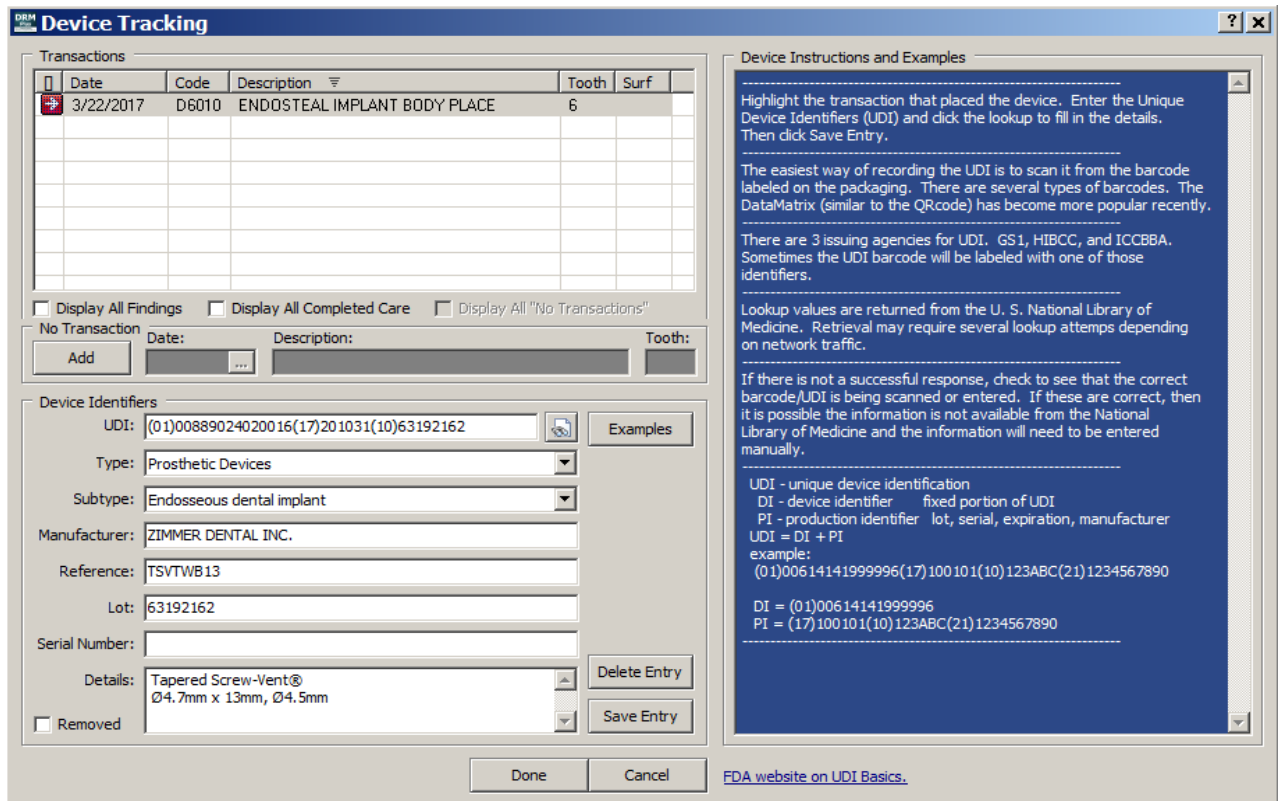 DRM Plus Device Tracking
Transactions
Date Code Description Tooth Surf
3/22/2017 D6010 ENDOSTEAL IMPLANT BODY PLACE 6
Display All Findings Display All Completed Care Display All "No Transactions"
No Transaction
Add Date: ... Description: Tooth:
Device Identifiers
UDI: (01)00889024020016(17)201031(10)63192162 Examples
Type: Prosthetic Devices
Subtype: Endosseous dental implant
Manufacturer: ZIMMER DENTAL INC.
Reference: TSVTWB13
Lot: 63192162
Serial Number:
Details: Tapered Screw-Vent®
Ø4.7mm x 13mm, Ø4.5mm
Removed
Delete Entry
Save Entry
Done Cancel
Device Instructions and Examples
Highlight the transaction that placed the device. Enter the Unique
Device Identifiers (UDI) and click the lookup to fill in the details.
Then click Save Entry.
The easiest way of recording the UDI is to scan it from the barcode
labeled on the packaging. There are several types of barcodes. The
DataMatrix (similar to the QRcode) has become more popular recently.
There are 3 issuing agencies for UDI. GS1, HIBCC, and ICCBBA.
Sometimes the UDI barcode will be labeled with one of those
identifiers.
Lookup values are returned from the U. S. National Library of
Medicine. Retrieval may require several lookup attemps depending
on network traffic.
If there is not a successful response, check to see that the correct
barcode/UDI is being scanned or entered. If these are correct, then
it is possible the information is not available from the National
Library of Medicine and the information will need to be entered
manually.
UDI - unique device identification
DI - device identifier fixed portion of UDI
PI - production identifier lot, serial, expiration, manufacturer
UDI = DI + PI
example:
(01)00614141999996(17)100101(10)123ABC(21)1234567890
DI = (01)00614141999996
PI = (17)100101(10)123ABC(21)1234567890
FDA website on UDI Basics.